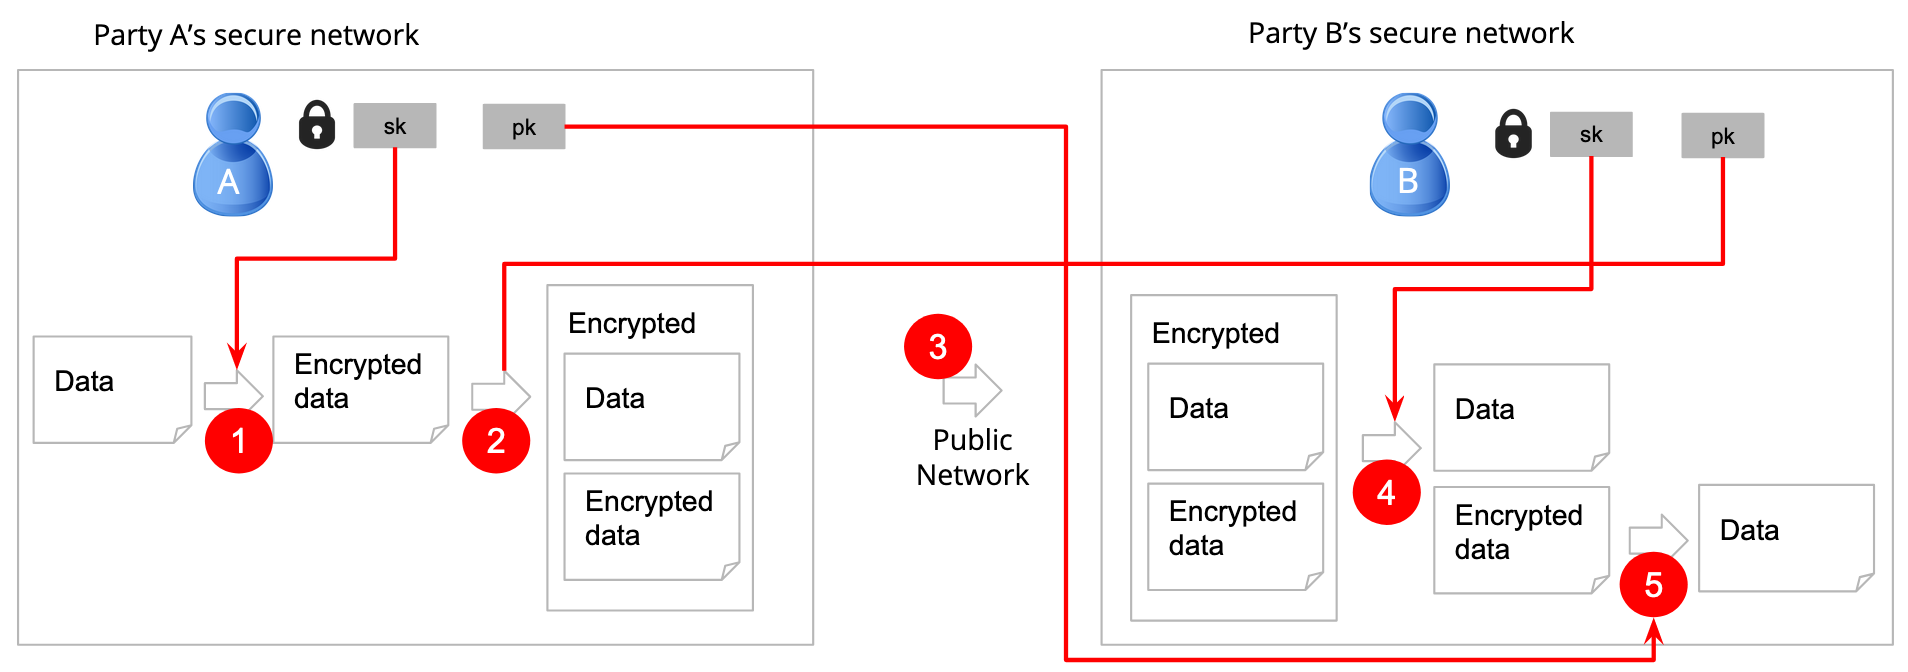 Party A's secure network
Party B's secure network
sk
pk
A
sk
pk
B
Data
1
Encrypted
data
2
Encrypted
Data
Encrypted
data
3
Public
Network
Encrypted
Data
Encrypted
data
4
Data
Encrypted
data
5
Data